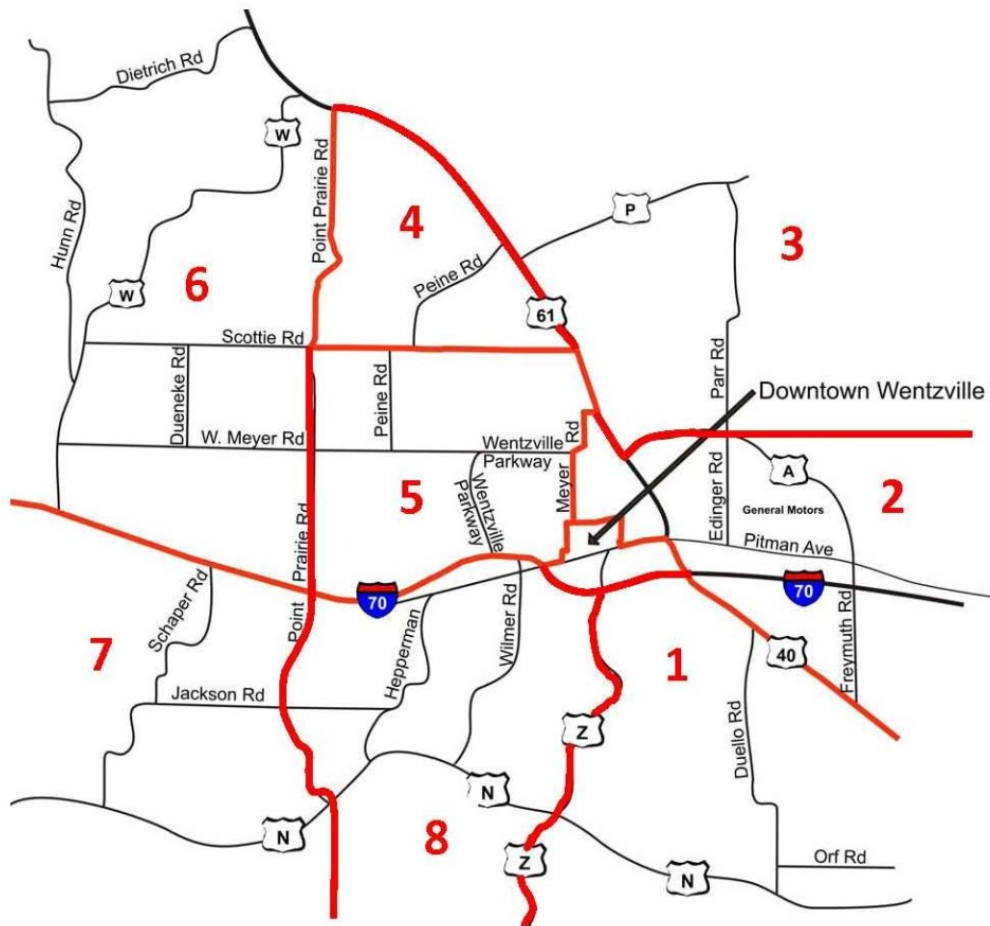 Dietrich Rd
W
Point Prairie Rd
4
P
3
Hunn Rd
6
Peine Rd
W
61
Scottie Rd
Dueneke Rd
Peine Rd
Parr Rd
Downtown Wentzville
W. Meyer Rd
Wentzville
Parkway
Meyer Rd
Wentzville
Parkway
5
A
2
Edinger Rd
General Motors
Pitman Ave
Point Prairie Rd
70
70
Schaper Rd
7
Hepperman
Wilmer Rd
1
40
Freymuth Rd
Jackson Rd
Z
Duello Rd
N
N
8
Z
N
Orf Rd